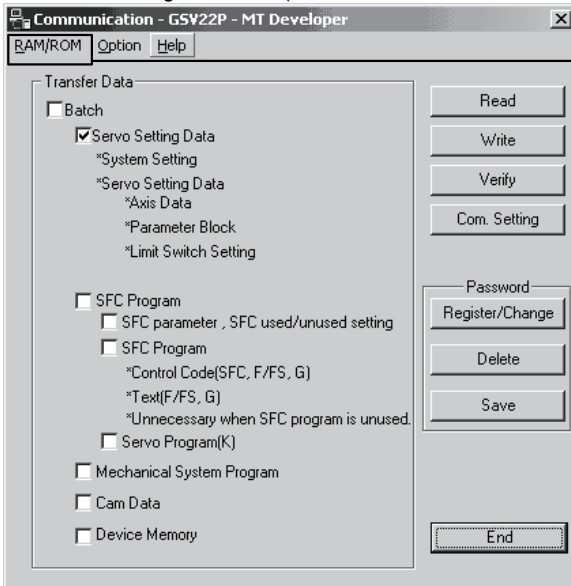 Communication - GSV22P - MT Developer
RAM/ROM Option Help
Transfer Data
Batch
Servo Setting Data
*System Setting
*Servo Setting Data
*Axis Data
*Parameter Block
*Limit Switch Setting
SFC Program
SFC parameter , SFC used/unused setting
SFC Program
*Control Code(SFC, F/FS, G)
*Text(F/FS, G)
*Unnecessary when SFC program is unused.
Servo Program(K)
Mechanical System Program
Cam Data
Device Memory
Read
Write
Verify
Com. Setting
Password
Register/Change
Delete
Save
End